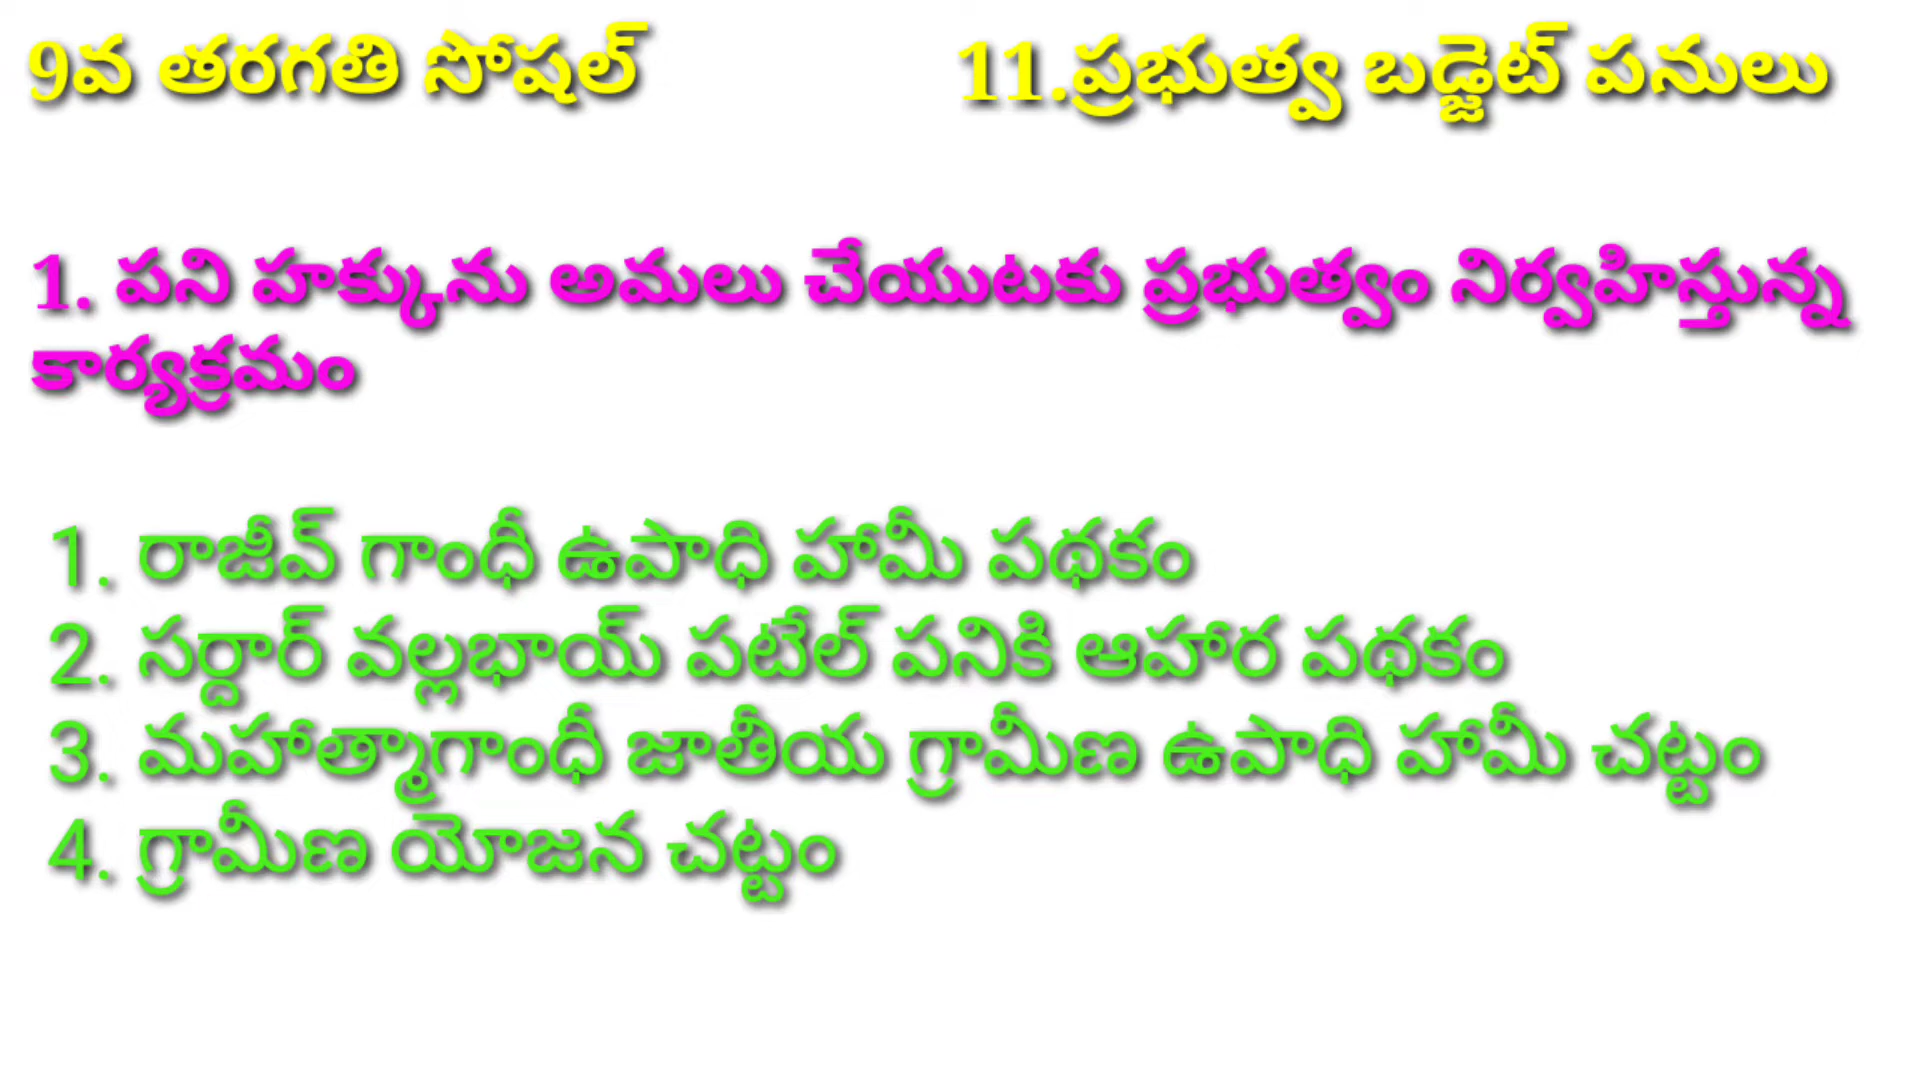 9వ తరగతి సోషల్ 11.ప్రభుత్వ బడ్జెట్ పనులు
1. పని హక్కును అమలు చేయుటకు ప్రభుత్వం నిర్వహిస్తున్న
కార్యక్రమం
1. రాజీవ్ గాంధీ ఉపాధి హామీ పథకం
2. సర్దార్ వల్లభాయ్ పటేల్ పనికి ఆహార పథకం
3. మహాత్మాగాంధీ జాతీయ గ్రామీణ ఉపాధి హామీ చట్టం
4. గ్రామీణ యోజన చట్టం